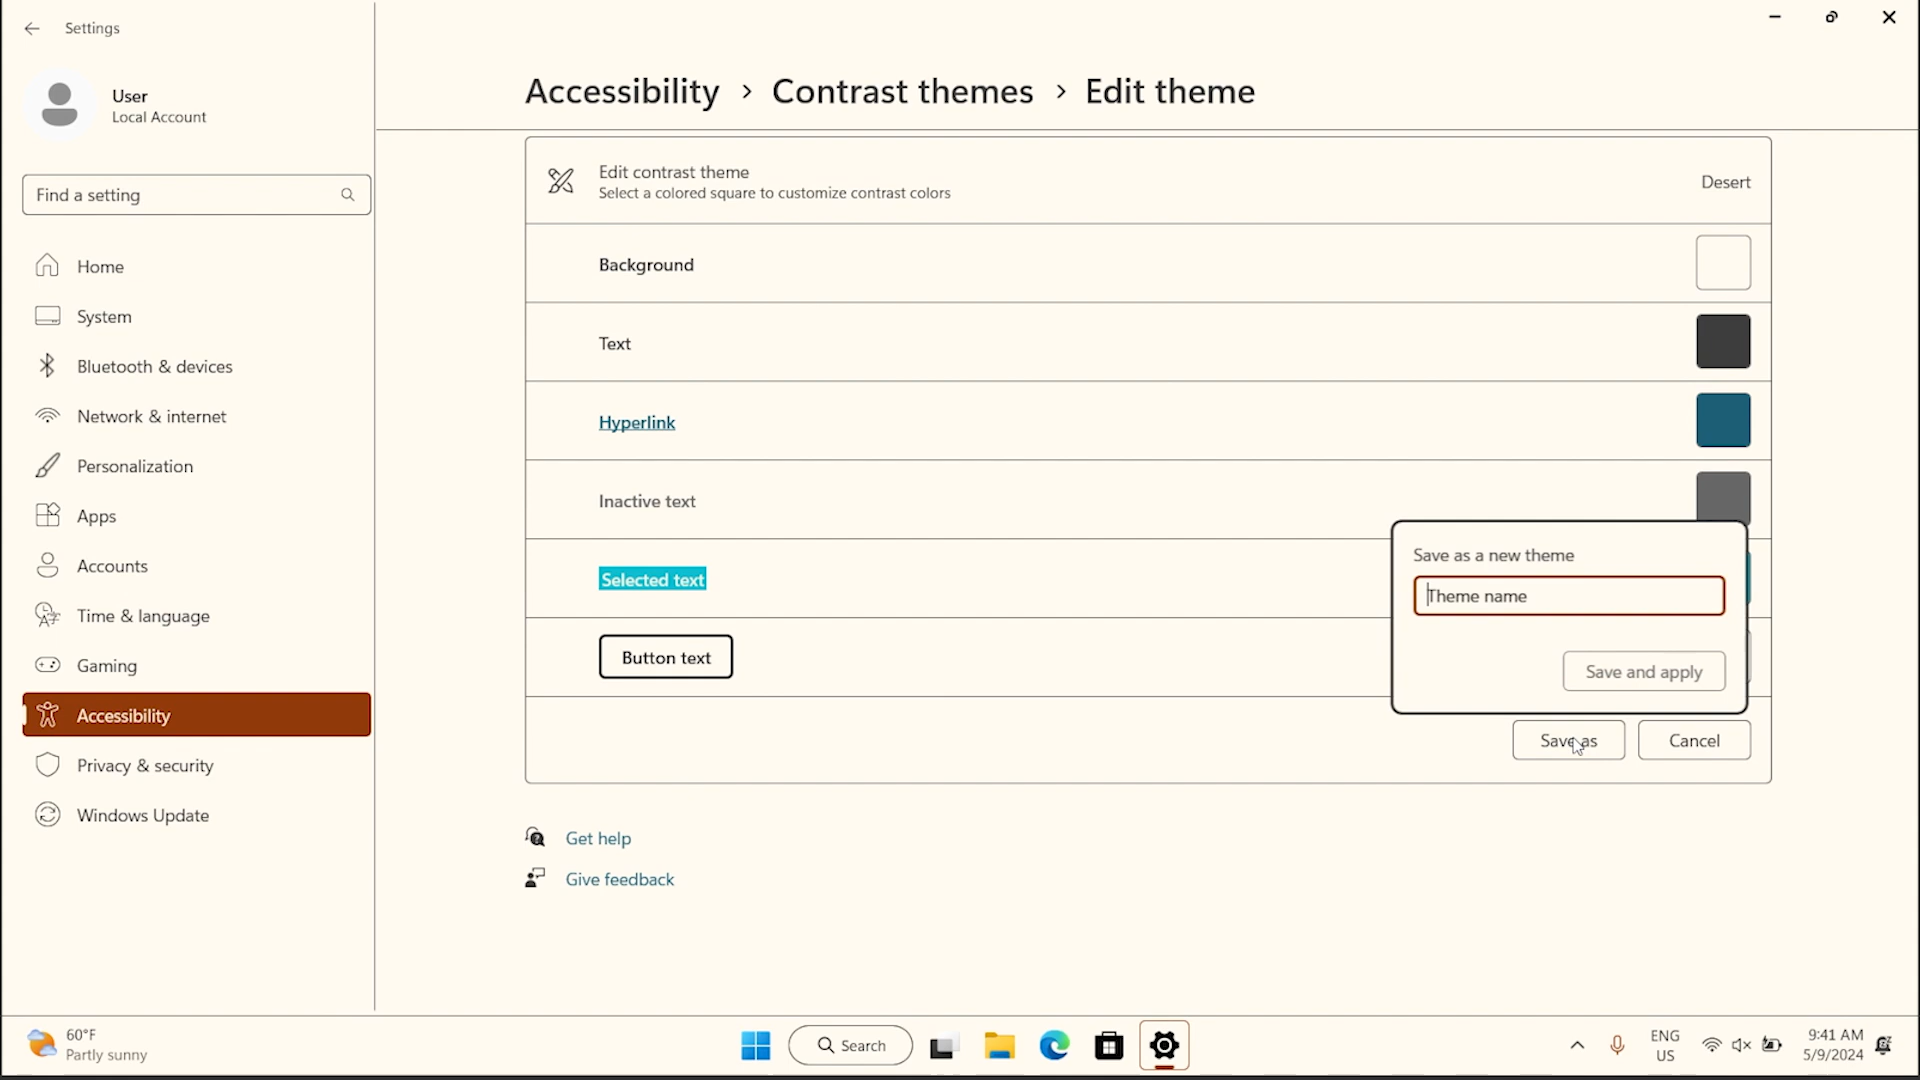 Settings
User
Local Account
Find a setting
Home
System
Bluetooth & devices
Network & internet
Personalization
Apps
Accounts
Time & language
Gaming
Accessibility
Privacy & security
Windows Update
Accessibility > Contrast themes > Edit theme
Edit contrast theme
Select a colored square to customize contrast colors
Desert
Background
Text
Hyperlink
Inactive text
Selected text
Button text
Save as a new theme
Theme name
Save and apply
Save as
Cancel
Get help
Give feedback
60°F
Partly sunny
Search
ENG
US
9:41 AM
5/9/2024